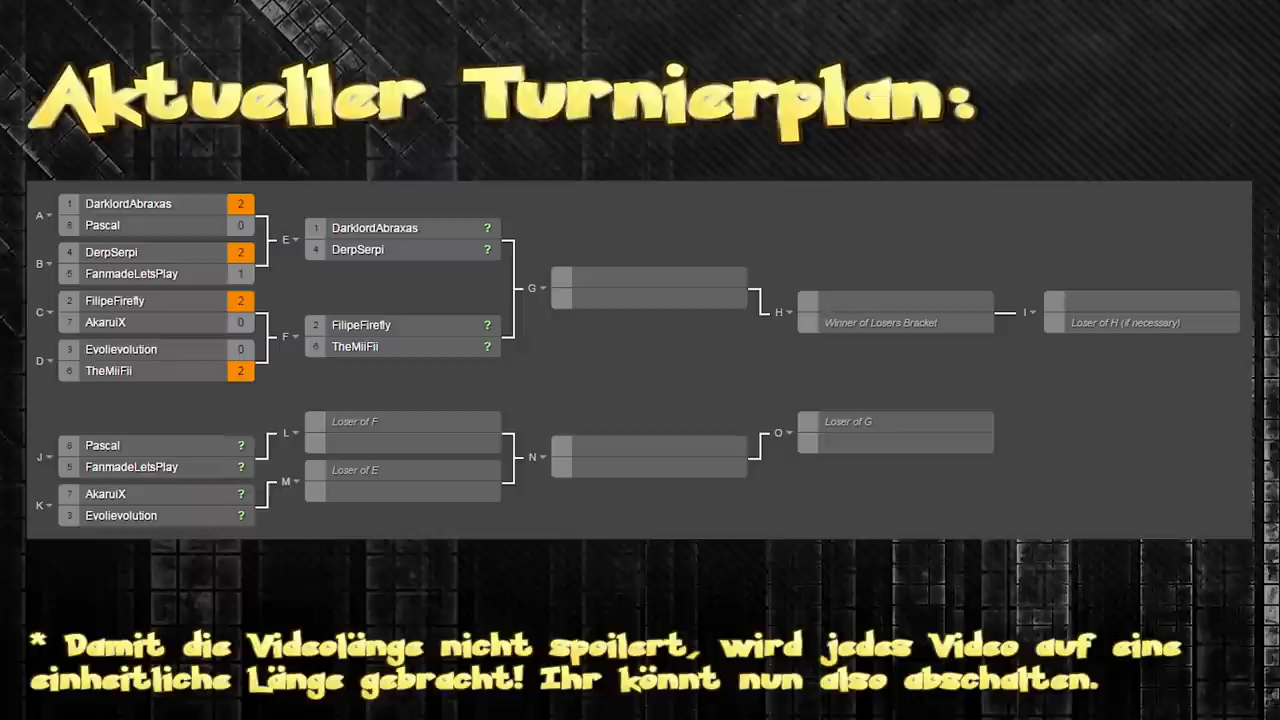 Aktueller Turnierplan:
A 1 DarklordAbraxas 2
8 Pascal 0
B 4 DerpSerpi 2
5 FanmadeLetsPlay 1
C 2 FilipeFirefly 2
7 AkaruiX 0
D 3 Evolievolution 0
6 TheMiiFii 2
E 1 DarklordAbraxas ?
4 DerpSerpi ?
F 2 FilipeFirefly ?
6 TheMiiFii ?
G
H
Winner of Losers Bracket
I
Loser of H (if necessary)
J 8 Pascal ?
5 FanmadeLetsPlay ?
K 7 AkaruiX ?
3 Evolievolution ?
L Loser of F
M Loser of E
N
O Loser of G
* Damit die Videolänge nicht spoilert, wird jedes Video auf eine
einheitliche Länge gebracht! Ihr könnt nun also abschalten.